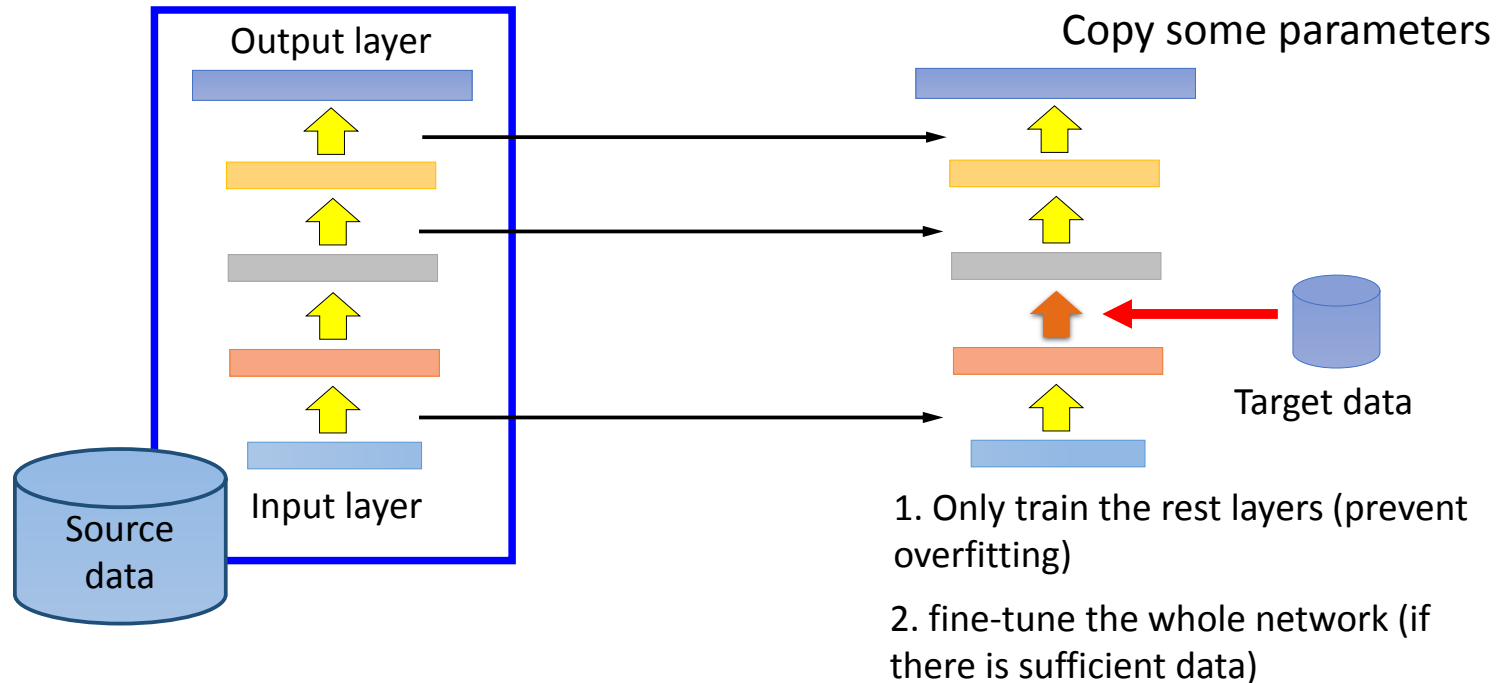 Output layer
Copy some parameters
Target data
Input layer
Source
data
1. Only train the rest layers (prevent
overfitting)
2. fine-tune the whole network (if
there is sufficient data)